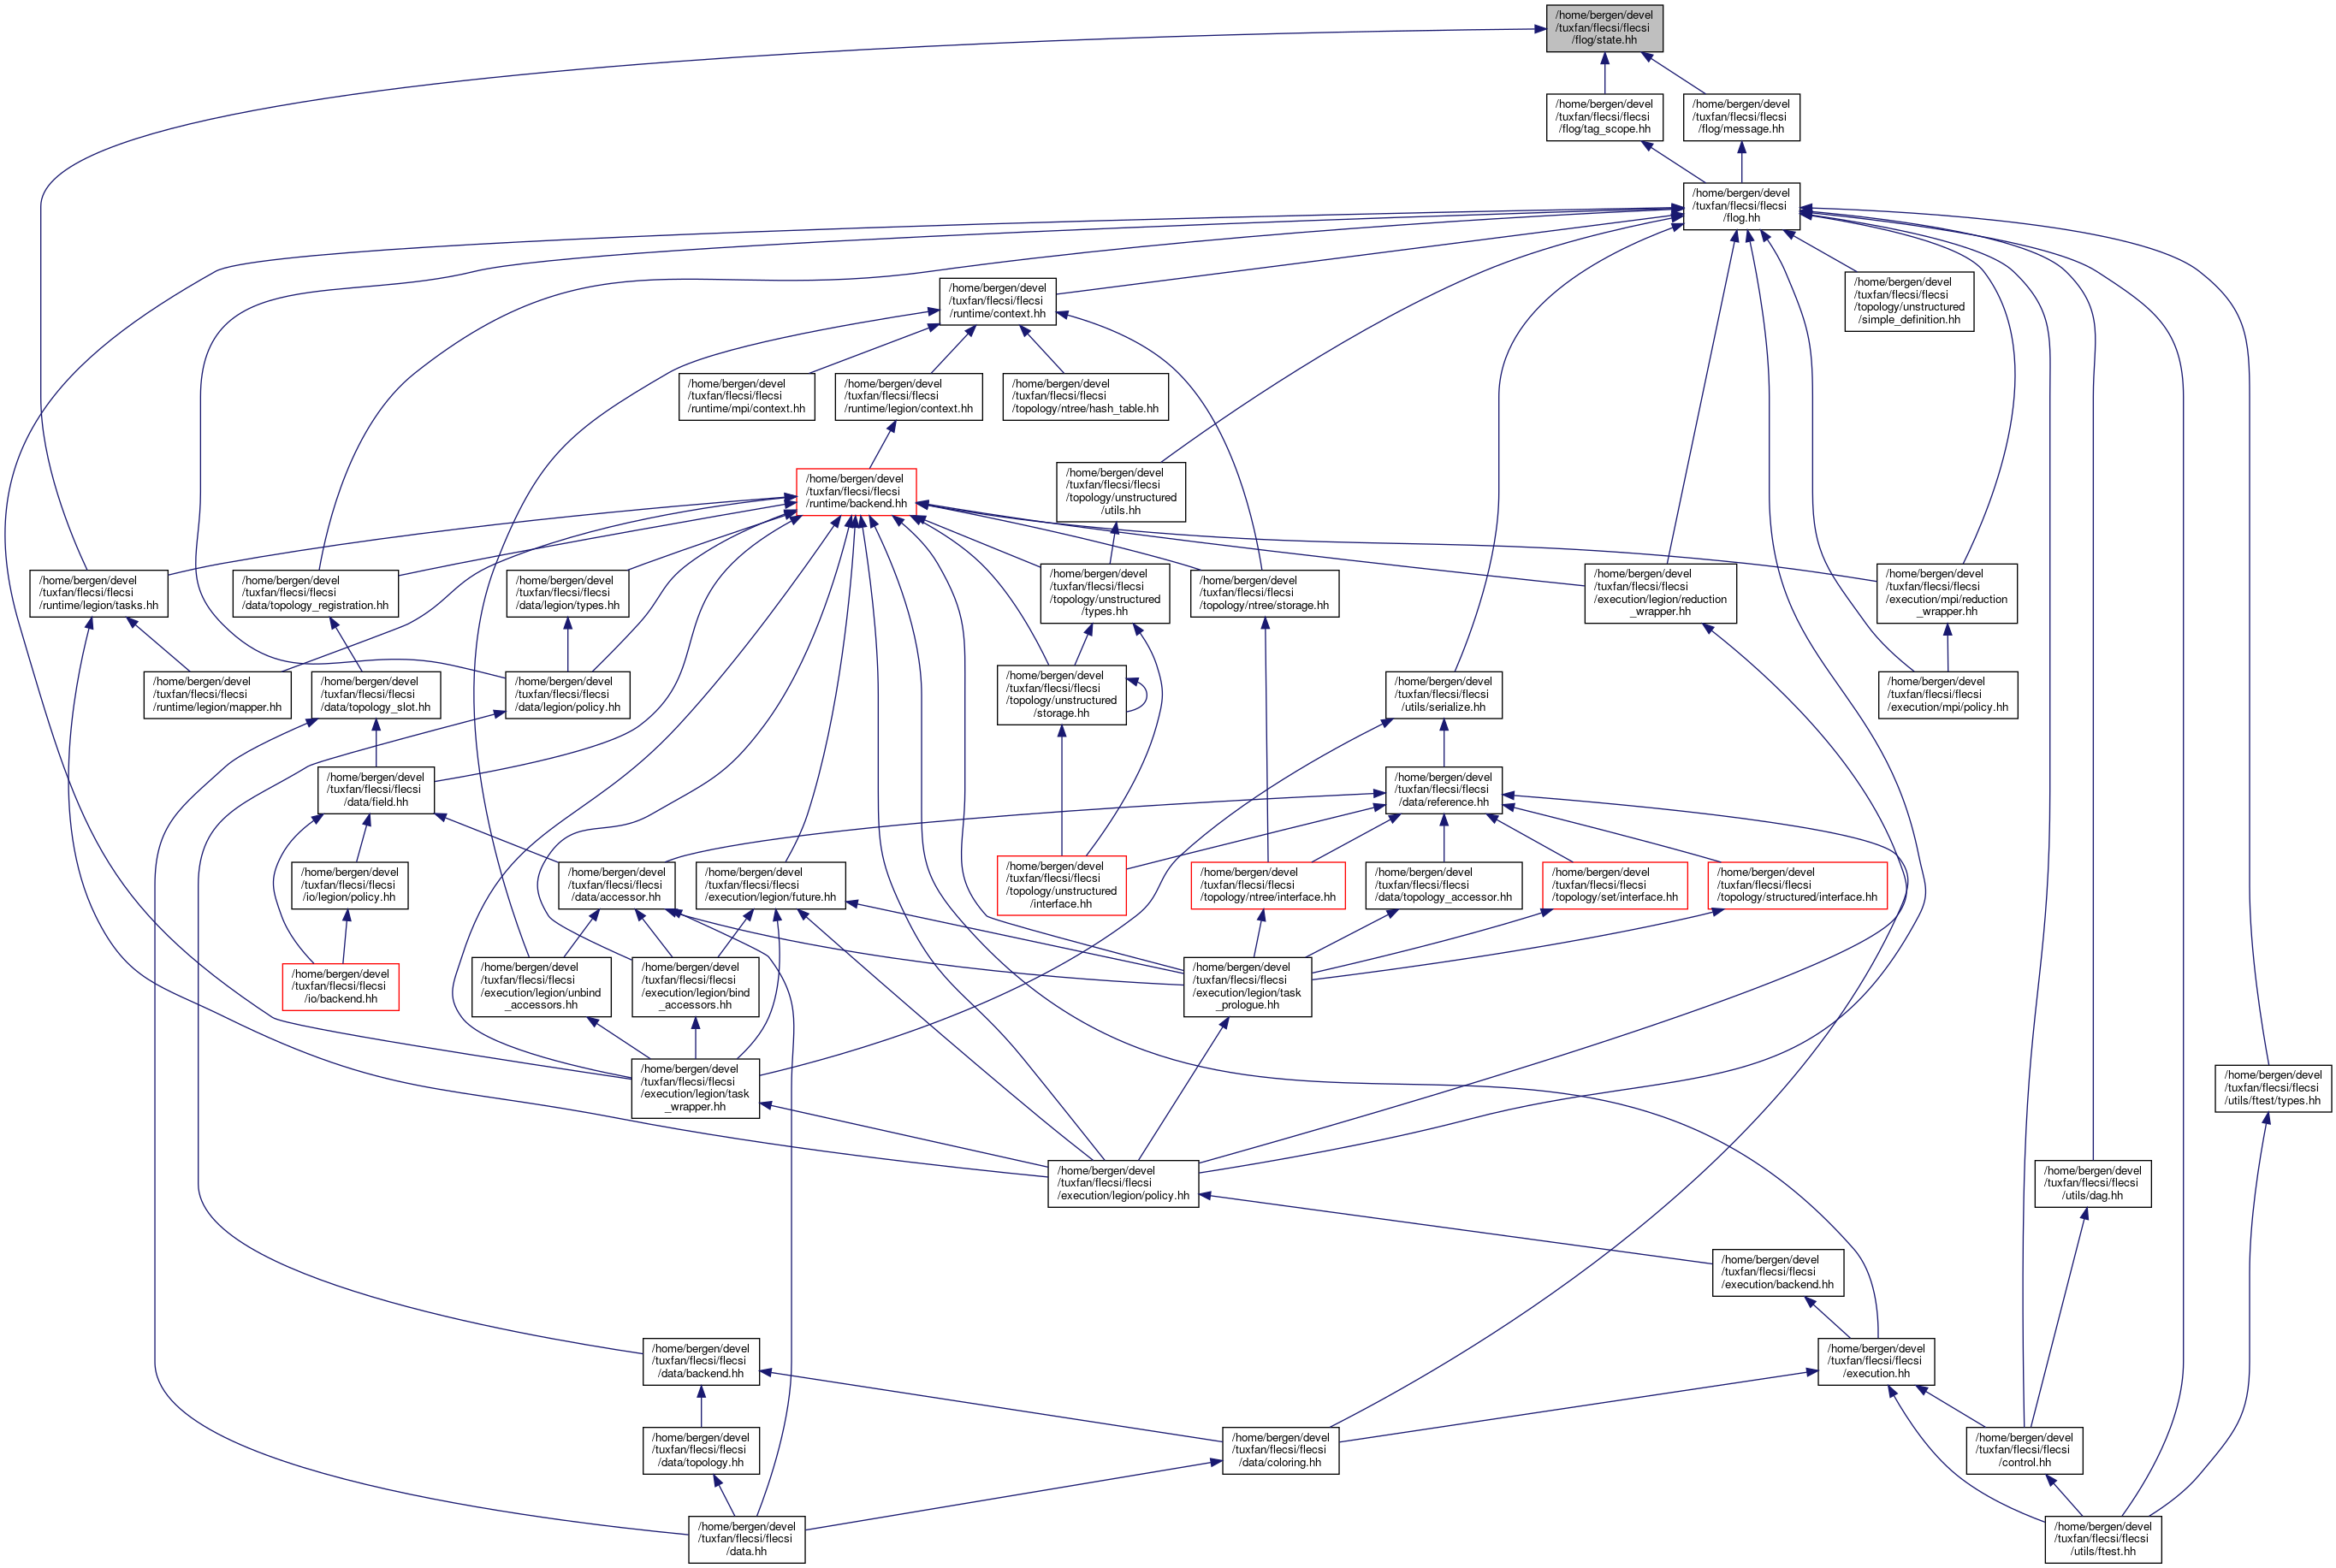 /home/bergen/devel
/tuxfan/flecsi/flecsi
/flog/state.hh
/home/bergen/devel
/tuxfan/flecsi/flecsi
/flog/tag_scope.hh
/home/bergen/devel
/tuxfan/flecsi/flecsi
/flog/message.hh
/home/bergen/devel
/tuxfan/flecsi/flecsi
/flog.hh
/home/bergen/devel
/tuxfan/flecsi/flecsi
/runtime/context.hh
/home/bergen/devel
/tuxfan/flecsi/flecsi
/topology/unstructured
/simple_definition.hh
/home/bergen/devel
/tuxfan/flecsi/flecsi
/runtime/mpi/context.hh
/home/bergen/devel
/tuxfan/flecsi/flecsi
/runtime/legion/context.hh
/home/bergen/devel
/tuxfan/flecsi/flecsi
/topology/ntree/hash_table.hh
/home/bergen/devel
/tuxfan/flecsi/flecsi
/runtime/backend.hh
/home/bergen/devel
/tuxfan/flecsi/flecsi
/topology/unstructured
/utils.hh
/home/bergen/devel
/tuxfan/flecsi/flecsi
/runtime/legion/tasks.hh
/home/bergen/devel
/tuxfan/flecsi/flecsi
/data/topology_registration.hh
/home/bergen/devel
/tuxfan/flecsi/flecsi
/data/legion/types.hh
/home/bergen/devel
/tuxfan/flecsi/flecsi
/topology/unstructured
/types.hh
/home/bergen/devel
/tuxfan/flecsi/flecsi
/topology/ntree/storage.hh
/home/bergen/devel
/tuxfan/flecsi/flecsi
/execution/legion/reduction
_wrapper.hh
/home/bergen/devel
/tuxfan/flecsi/flecsi
/execution/mpi/reduction
_wrapper.hh
/home/bergen/devel
/tuxfan/flecsi/flecsi
/runtime/legion/mapper.hh
/home/bergen/devel
/tuxfan/flecsi/flecsi
/data/topology_slot.hh
/home/bergen/devel
/tuxfan/flecsi/flecsi
/data/legion/policy.hh
/home/bergen/devel
/tuxfan/flecsi/flecsi
/topology/unstructured
/storage.hh
/home/bergen/devel
/tuxfan/flecsi/flecsi
/utils/serialize.hh
/home/bergen/devel
/tuxfan/flecsi/flecsi
/execution/mpi/policy.hh
/home/bergen/devel
/tuxfan/flecsi/flecsi
/data/field.hh
/home/bergen/devel
/tuxfan/flecsi/flecsi
/data/reference.hh
/home/bergen/devel
/tuxfan/flecsi/flecsi
/io/legion/policy.hh
/home/bergen/devel
/tuxfan/flecsi/flecsi
/data/accessor.hh
/home/bergen/devel
/tuxfan/flecsi/flecsi
/execution/legion/future.hh
/home/bergen/devel
/tuxfan/flecsi/flecsi
/topology/unstructured
/interface.hh
/home/bergen/devel
/tuxfan/flecsi/flecsi
/topology/ntree/interface.hh
/home/bergen/devel
/tuxfan/flecsi/flecsi
/data/topology_accessor.hh
/home/bergen/devel
/tuxfan/flecsi/flecsi
/topology/set/interface.hh
/home/bergen/devel
/tuxfan/flecsi/flecsi
/topology/structured/interface.hh
/home/bergen/devel
/tuxfan/flecsi/flecsi
/io/backend.hh
/home/bergen/devel
/tuxfan/flecsi/flecsi
/execution/legion/unbind
_accessors.hh
/home/bergen/devel
/tuxfan/flecsi/flecsi
/execution/legion/bind
_accessors.hh
/home/bergen/devel
/tuxfan/flecsi/flecsi
/execution/legion/task
_prologue.hh
/home/bergen/devel
/tuxfan/flecsi/flecsi
/execution/legion/task
_wrapper.hh
/home/bergen/devel
/tuxfan/flecsi/flecsi
/utils/ftest/types.hh
/home/bergen/devel
/tuxfan/flecsi/flecsi
/execution/legion/policy.hh
/home/bergen/devel
/tuxfan/flecsi/flecsi
/utils/dag.hh
/home/bergen/devel
/tuxfan/flecsi/flecsi
/execution/backend.hh
/home/bergen/devel
/tuxfan/flecsi/flecsi
/data/backend.hh
/home/bergen/devel
/tuxfan/flecsi/flecsi
/execution.hh
/home/bergen/devel
/tuxfan/flecsi/flecsi
/data/topology.hh
/home/bergen/devel
/tuxfan/flecsi/flecsi
/data/coloring.hh
/home/bergen/devel
/tuxfan/flecsi/flecsi
/control.hh
/home/bergen/devel
/tuxfan/flecsi/flecsi
/data.hh
/home/bergen/devel
/tuxfan/flecsi/flecsi
/utils/ftest.hh